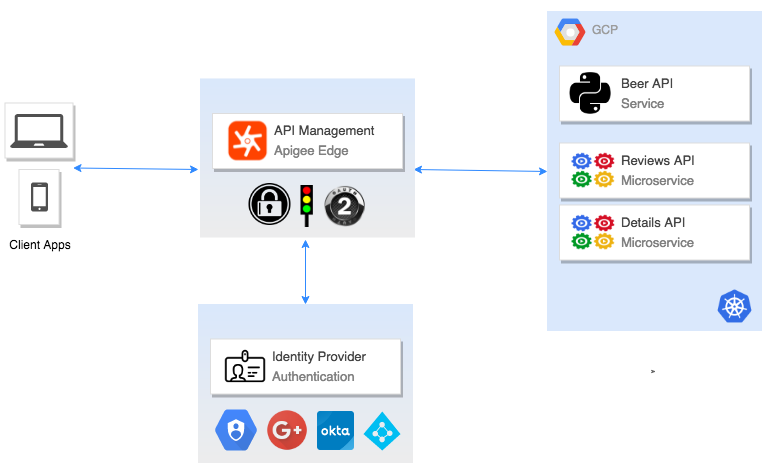 GCP
Beer API
Service
API Management
Apigee Edge
Reviews API
Microservice
OAUTH
2
Details API
Microservice
Client Apps
Identity Provider
Authentication
G+
okta